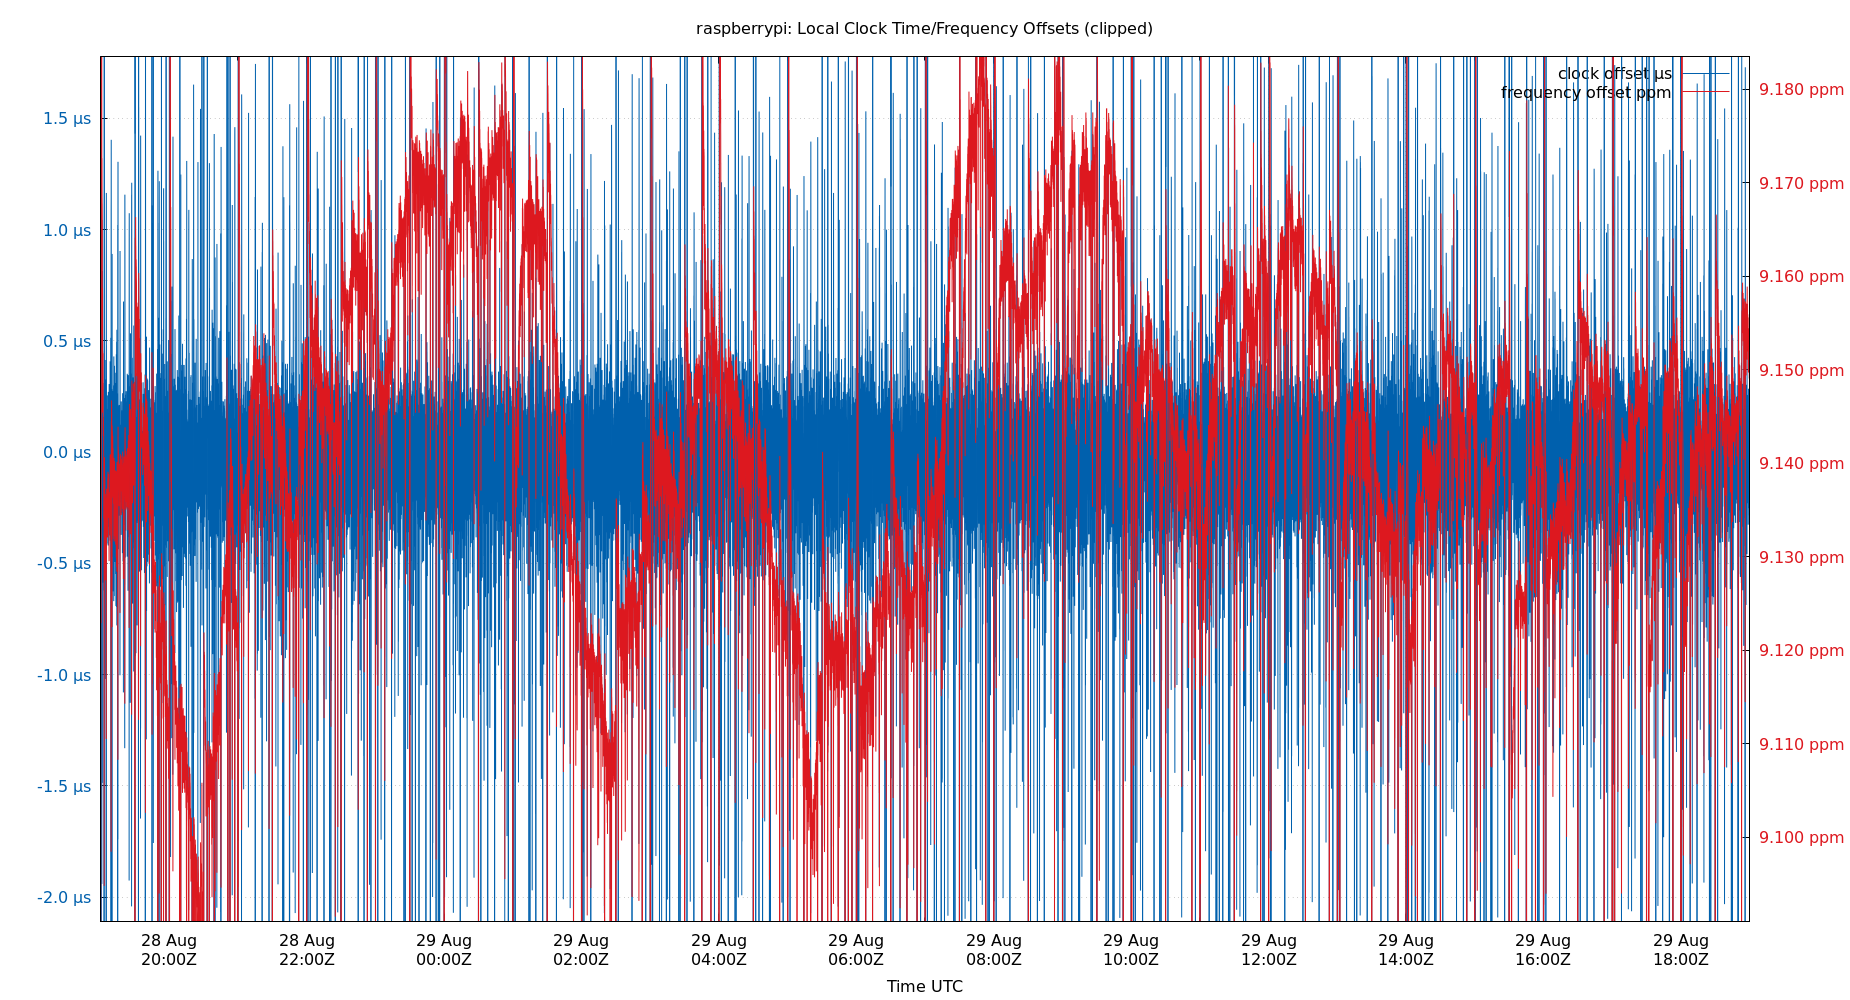 raspberrypi: Local Clock Time/Frequency Offsets (clipped)
clock offset µs
frequency offset ppm
1.5 µs
1.0 µs
0.5 µs
0.0 µs
-0.5 µs
-1.0 µs
-1.5 µs
-2.0 µs
9.180 ppm
9.170 ppm
9.160 ppm
9.150 ppm
9.140 ppm
9.130 ppm
9.120 ppm
9.110 ppm
9.100 ppm
28 Aug 28 Aug 29 Aug 29 Aug 29 Aug 29 Aug 29 Aug 29 Aug 29 Aug 29 Aug 29 Aug 29 Aug
20:00Z 22:00Z 00:00Z 02:00Z 04:00Z 06:00Z 08:00Z 10:00Z 12:00Z 14:00Z 16:00Z 18:00Z
Time UTC